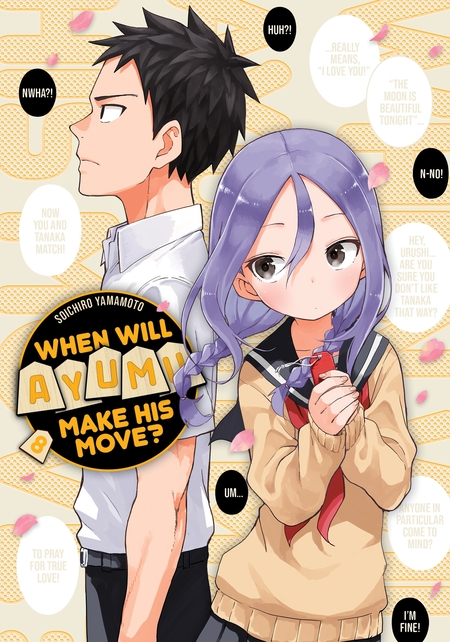 HUH?!
...REALLY
MEANS,
"I LOVE YOU!"
NWHA?!
"THE
MOON IS
BEAUTIFUL
TONIGHT"...
N-NO!
NOW
YOU AND
TANAKA
MATCH!
HEY,
URUSHI...
ARE YOU
SURE YOU
DON'T LIKE
TANAKA
THAT WAY?
SOICHIRO YAMAMOTO
WHEN WILL
AYUMU
MAKE HIS
MOVE?
8
UM...
ANYONE IN
PARTICULAR
COME TO
MIND?
TO PRAY
FOR TRUE
LOVE!
I'M
FINE!